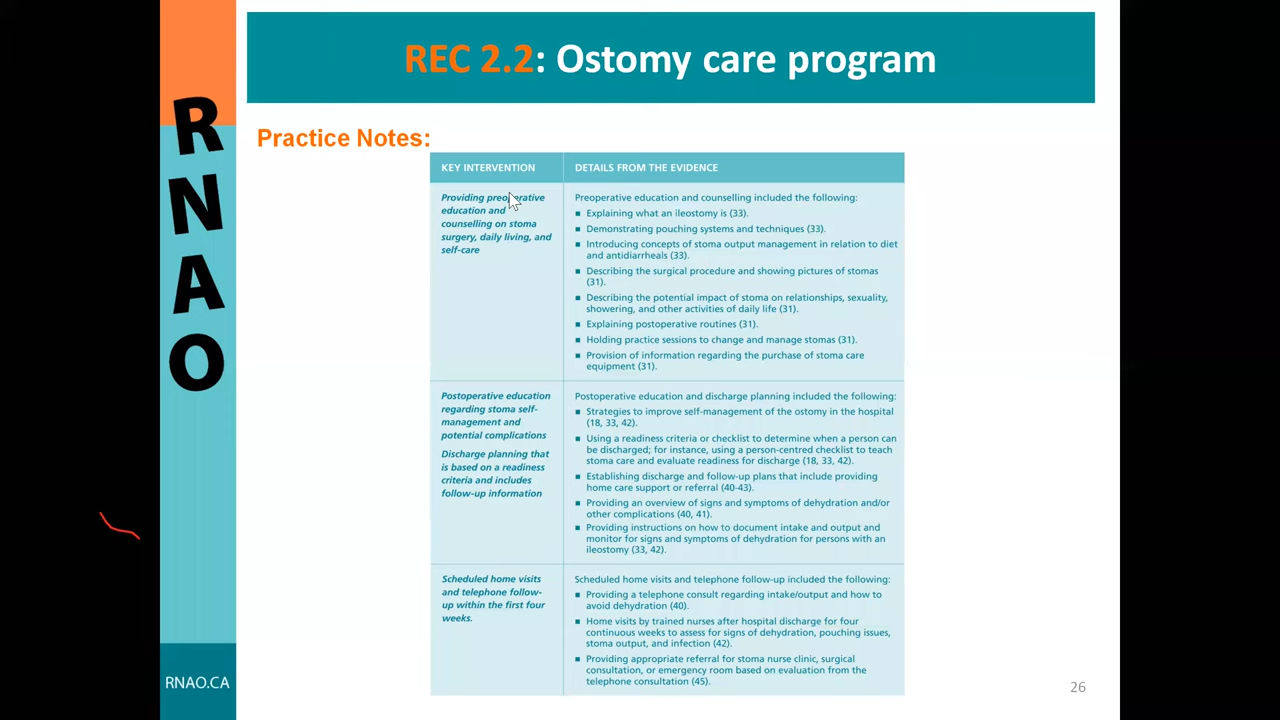 REC 2.2: Ostomy care program
RNAO
Practice Notes:
KEY INTERVENTION
DETAILS FROM THE EVIDENCE
Providing preoperative
education and
counselling on stoma
surgery, daily living, and
self-care
Preoperative education and counselling included the following:
■ Explaining what an ileostomy is (33).
■ Demonstrating pouching systems and techniques (33).
■ Introducing concepts of stoma output management in relation to diet
and antidiarrheals (33).
■ Describing the surgical procedure and showing pictures of stomas
(31).
■ Describing the potential impact of stoma on relationships, sexuality,
showering, and other activities of daily life (31).
■ Explaining postoperative routines (31).
■ Holding practice sessions to change and manage stomas (31).
■ Provision of information regarding the purchase of stoma care
equipment (31).
Postoperative education
regarding stoma self-
management and
potential complications
Discharge planning that
is based on a readiness
criteria and includes
follow-up information
Postoperative education and discharge planning included the following:
■ Strategies to improve self-management of the ostomy in the hospital
(18, 33, 42).
■ Using a readiness criteria or checklist to determine when a person can
be discharged; for instance, using a person-centred checklist to teach
stoma care and evaluate readiness for discharge (18, 33, 42).
■ Establishing discharge and follow-up plans that include providing
home care support or referral (40-43).
■ Providing an overview of signs and symptoms of dehydration and/or
other complications (40, 41).
■ Providing instructions on how to document intake and output and
monitor for signs and symptoms of dehydration for persons with an
ileostomy (33, 42).
Scheduled home visits
and telephone follow-
up within the first four
weeks.
Scheduled home visits and telephone follow-up included the following:
■ Providing a telephone consult regarding intake/output and how to
avoid dehydration (40).
■ Home visits by trained nurses after hospital discharge for four
continuous weeks to assess for signs of dehydration, pouching issues,
stoma output, and infection (42).
■ Providing appropriate referral for stoma nurse clinic, surgical
consultation, or emergency room based on evaluation from the
telephone consultation (45).
RNAO.CA
26